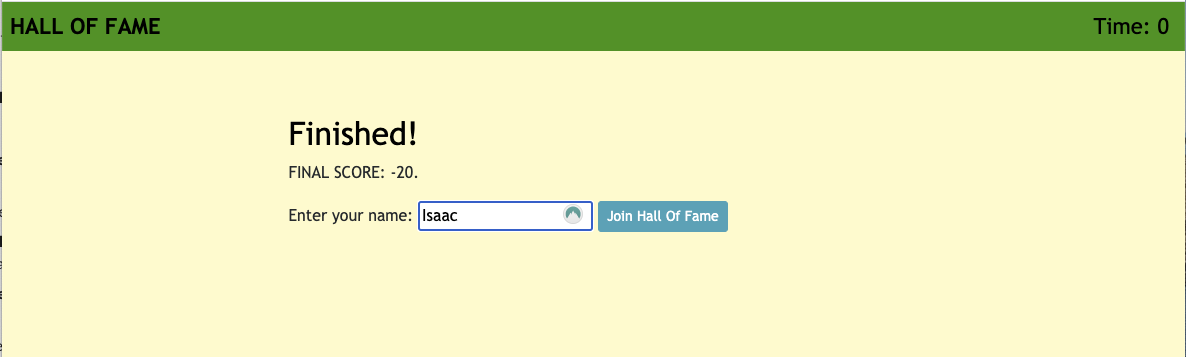 HALL OF FAME Time: 0
Finished!
FINAL SCORE: -20.
Enter your name: Isaac Join Hall Of Fame